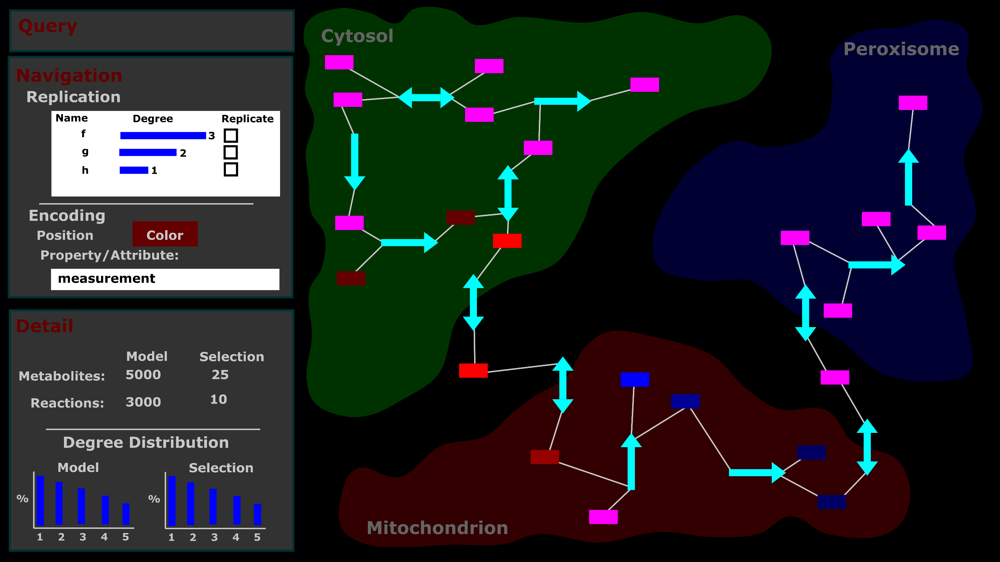 Query
Navigation
Replication
Name Degree Replicate
f 3
g 2
h 1
Encoding
Position Color
Property/Attribute:
measurement
Detail
Model Selection
Metabolites: 5000 25
Reactions: 3000 10
Degree Distribution
Model Selection
% %
1 2 3 4 5 1 2 3 4 5
Cytosol
Peroxisome
Mitochondrion